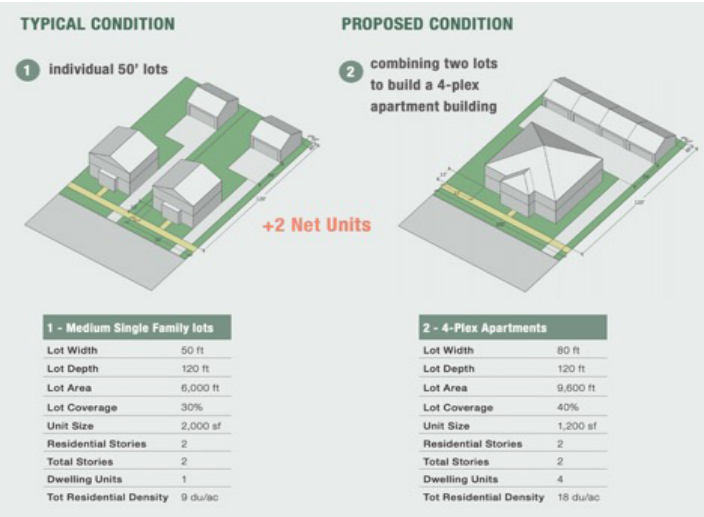 TYPICAL CONDITION
1 individual 50' lots
PROPOSED CONDITION
2 combining two lots
to build a 4-plex
apartment building
+2 Net Units
1 - Medium Single Family lots
Lot Width 50 ft
Lot Depth 120 ft
Lot Area 6,000 ft
Lot Coverage 30%
Unit Size 2,000 sf
Residential Stories 2
Total Stories 2
Dwelling Units 1
Tot Residential Density 9 du/ac
2 - 4-Plex Apartments
Lot Width 80 ft
Lot Depth 120 ft
Lot Area 9,600 ft
Lot Coverage 40%
Unit Size 1,200 sf
Residential Stories 2
Total Stories 2
Dwelling Units 4
Tot Residential Density 18 du/ac